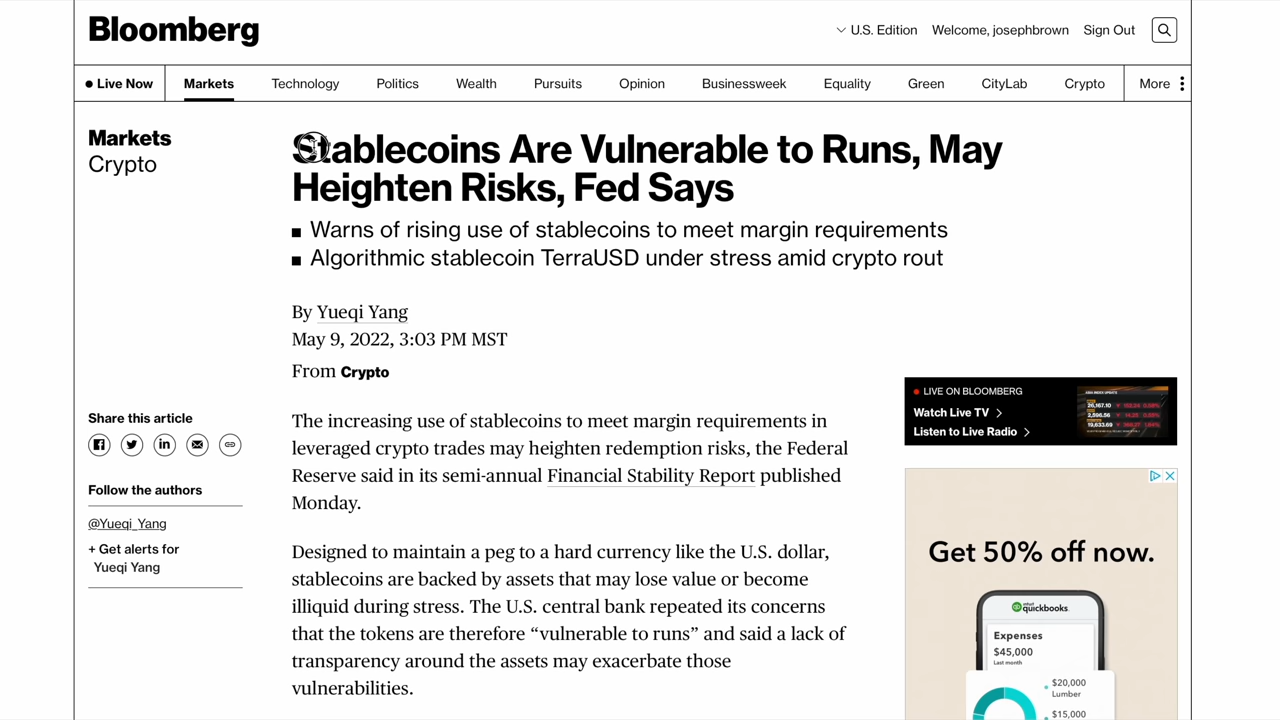 Bloomberg
U.S. Edition Welcome, josephbrown Sign Out
Live Now Markets Technology Politics Wealth Pursuits Opinion Businessweek Equality Green CityLab Crypto More
Markets
Crypto
Stablecoins Are Vulnerable to Runs, May
Heighten Risks, Fed Says
Warns of rising use of stablecoins to meet margin requirements
Algorithmic stablecoin TerraUSD under stress amid crypto rout
By Yueqi Yang
May 9, 2022, 3:03 PM MST
From Crypto
Share this article
Follow the authors
@Yueqi_Yang
+ Get alerts for
Yueqi Yang
The increasing use of stablecoins to meet margin requirements in
leveraged crypto trades may heighten redemption risks, the Federal
Reserve said in its semi-annual Financial Stability Report published
Monday.
Designed to maintain a peg to a hard currency like the U.S. dollar,
stablecoins are backed by assets that may lose value or become
illiquid during stress. The U.S. central bank repeated its concerns
that the tokens are therefore “vulnerable to runs” and said a lack of
transparency around the assets may exacerbate those
vulnerabilities.
LIVE ON BLOOMBERG
Watch Live TV
Listen to Live Radio
Get 50% off now.
intuit
quickbooks.
Expenses
$45,000
Last month
$20,000
Lumber
$15,000